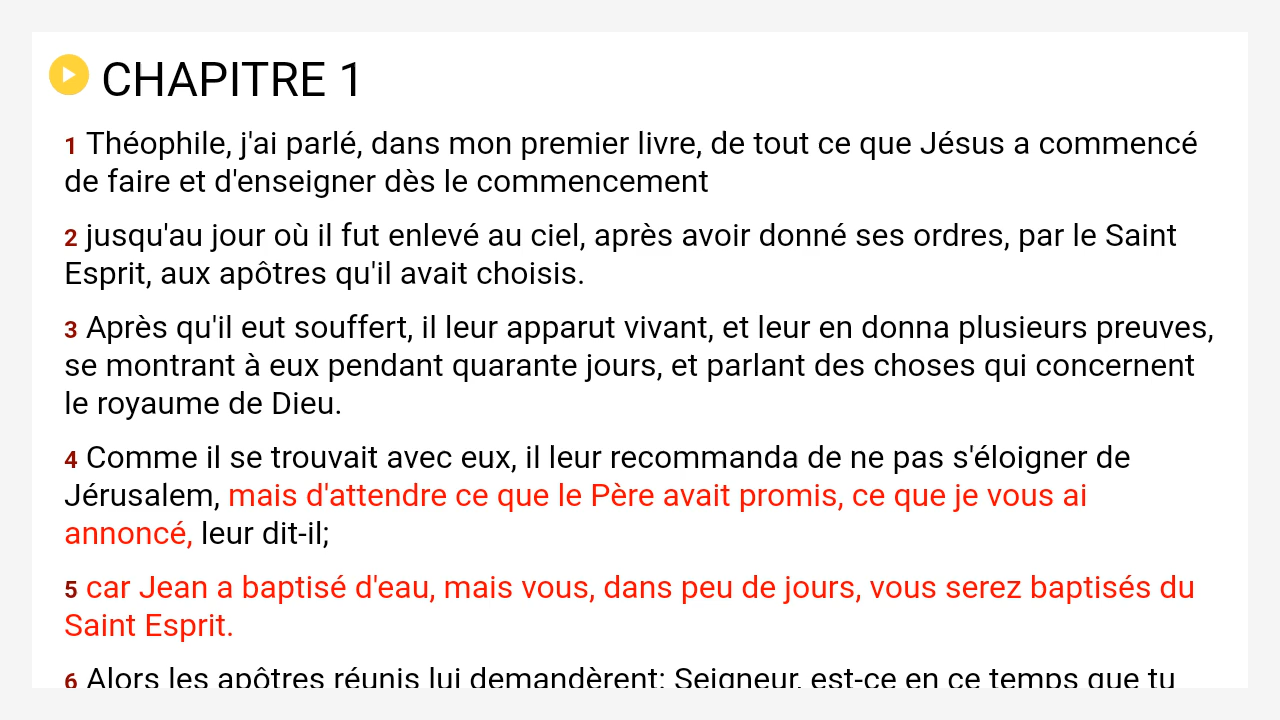 CHAPITRE 1
1 Théophile, j'ai parlé, dans mon premier livre, de tout ce que Jésus a commencé
de faire et d'enseigner dès le commencement
2 jusqu'au jour où il fut enlevé au ciel, après avoir donné ses ordres, par le Saint
Esprit, aux apôtres qu'il avait choisis.
3 Après qu'il eut souffert, il leur apparut vivant, et leur en donna plusieurs preuves,
se montrant à eux pendant quarante jours, et parlant des choses qui concernent
le royaume de Dieu.
4 Comme il se trouvait avec eux, il leur recommanda de ne pas s'éloigner de
Jérusalem, mais d'attendre ce que le Père avait promis, ce que je vous ai
annoncé, leur dit-il;
5 car Jean a baptisé d'eau, mais vous, dans peu de jours, vous serez baptisés du
Saint Esprit.
6 Alors les apôtres réunis lui demandèrent: Seigneur, est-ce en ce temps que tu